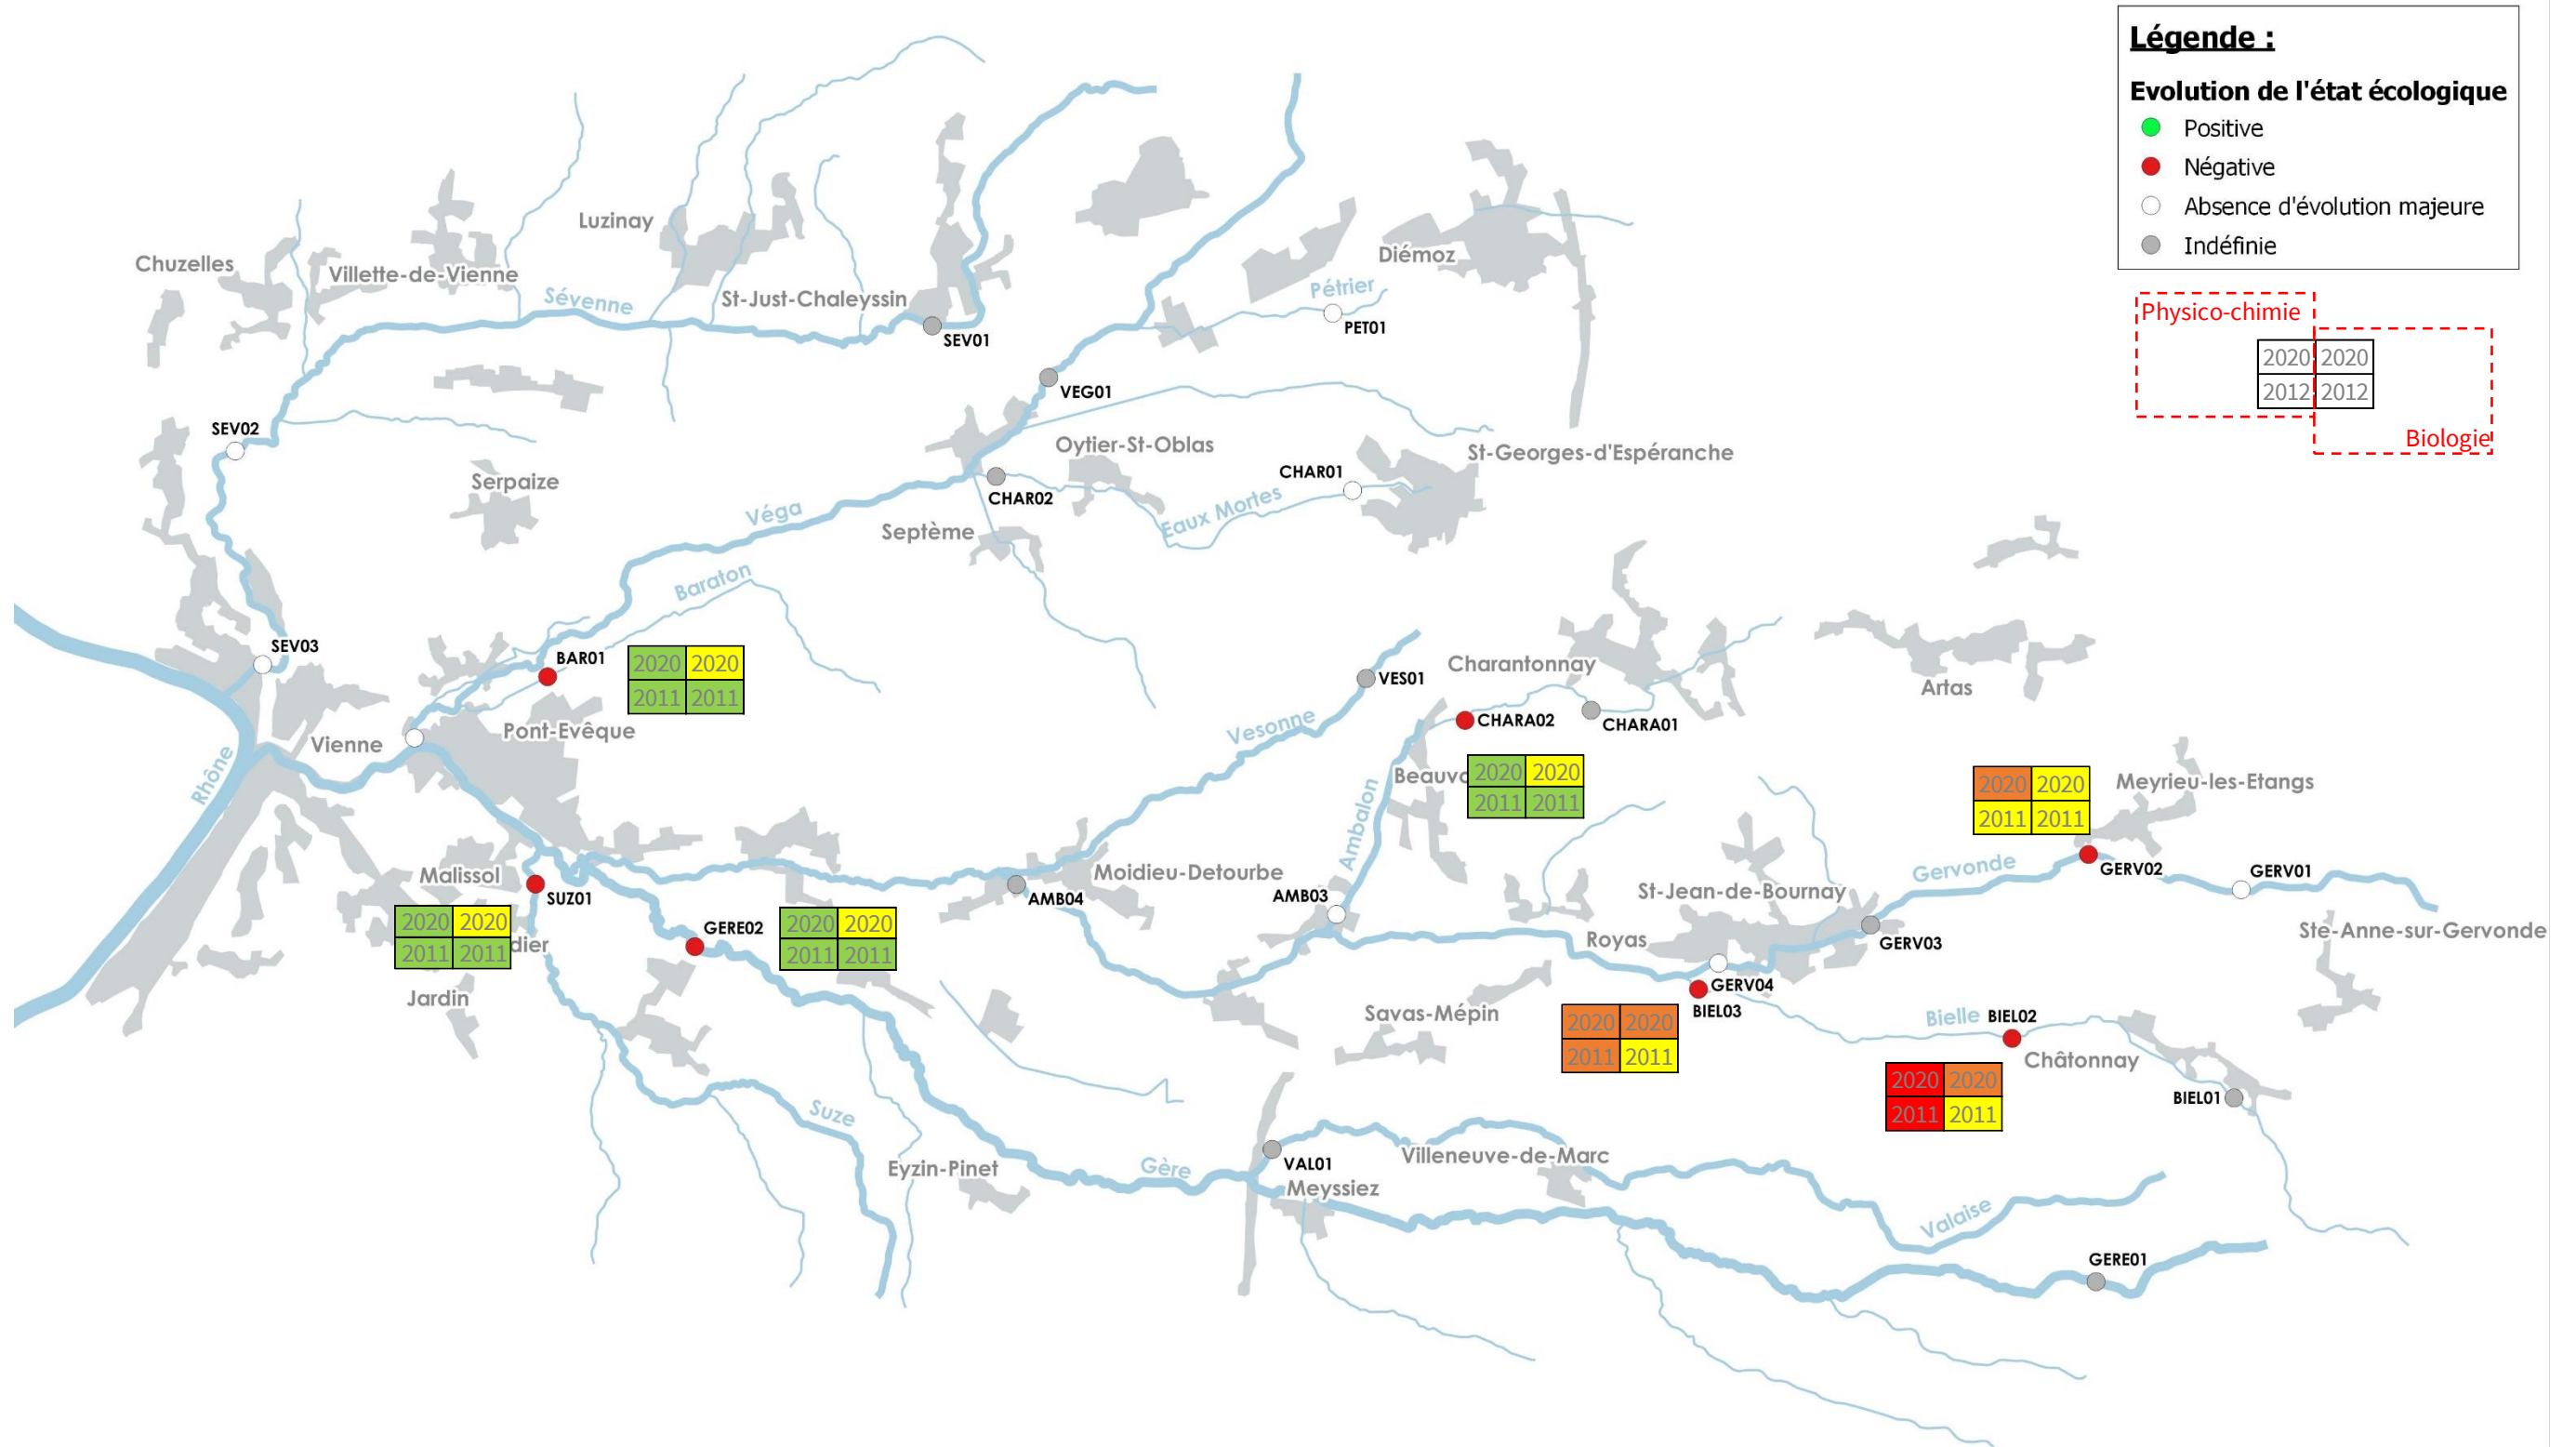 Légende :
Evolution de l'état écologique
Positive
Négative
Absence d'évolution majeure
Indéfinie
Physico-chimie
2020 2020
2012 2012
Biologie
Luzinay
Chuzelles
Villette-de-Vienne
Sévenne
St-Just-Chaleyssin
SEV01
Diémoz
Pétrier
PET01
VEG01
SEV02
Oytier-St-Oblas
St-Georges-d'Espéranche
CHAR01
Serpaize
CHAR02
Eaux Mortes
Véga
Septème
Baraton
SEV03
BAR01
2020 2020
2011 2011
Charantonnay
VES01
Artas
CHARA02
CHARA01
Vesonne
Pont-Evêque
Vienne
Rhône
Beauvo
2020 2020
2011 2011
Ambalon
2020 2020
2011 2011
Meyrieu-les-Etangs
Gervonde
GERV02
GERV01
Malissol
Moidieu-Detourbe
St-Jean-de-Bournay
SUZ01
AMB04
AMB03
2020 2020
2011 2011
dier
GERE02
2020 2020
2011 2011
Royas
GERV03
Ste-Anne-sur-Gervonde
Jardin
GERV04
BIEL03
Savas-Mépin
2020 2020
2011 2011
Bielle
BIEL02
Châtonnay
2020 2020
2011 2011
BIEL01
Suze
Eyzin-Pinet
Gère
VAL01
Meyssiez
Villeneuve-de-Marc
Valaise
GERE01